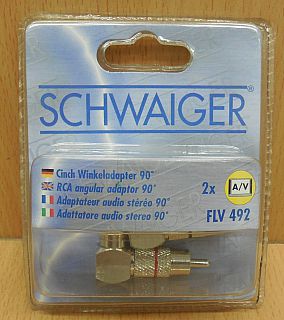 SCHWAIGER®
Cinch Winkeladapter 90°
RCA angular adaptor 90°
Adaptateur audio stéréo 90°
Adattatore audio stereo 90°
2x
A/V
FLV 492